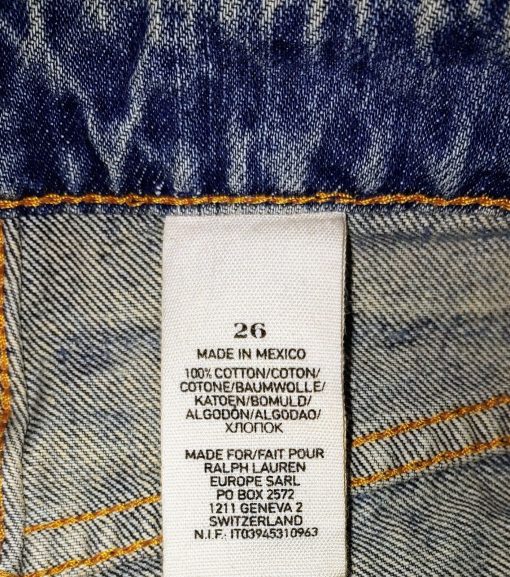 26
MADE IN MEXICO
100% COTTON/COTON/
COTONE/BAUMWOLLE/
KATOEN/BOMULD/
ALGODÓN/ALGODAO/
ХЛОПОК
MADE FOR/FAIT POUR
RALPH LAUREN
EUROPE SARL
PO BOX 2572
1211 GENEVA 2
SWITZERLAND
N.I.F.: IT03945310963